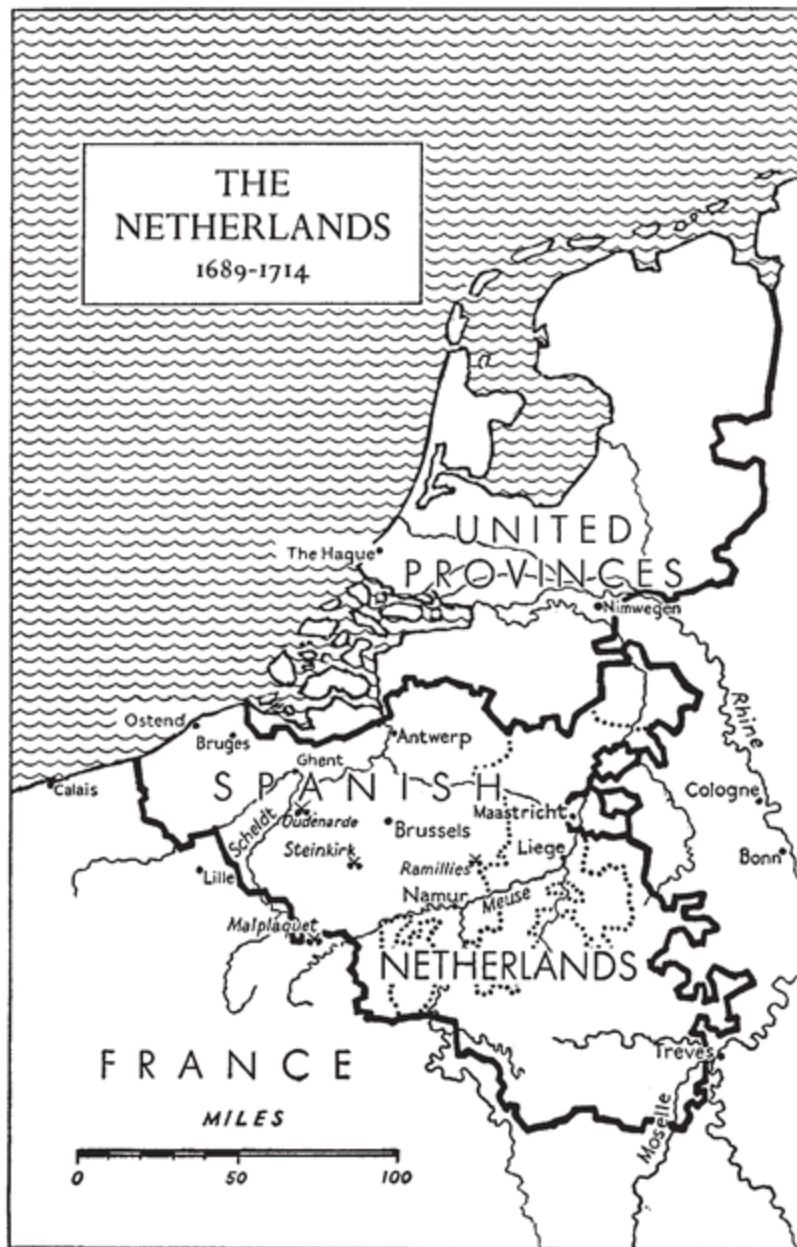 THE
NETHERLANDS
1689-1714
UNITED
The Hague
PROVINCES
Nimwegen
Rhine
Ostend
Bruges
Antwerp
Ghent
Calais
SPANISH
Cologne
Maastricht
Scheldt
Oudenarde
Brussels
Steinkirk
Liege
Bonn
Lille
Ramillies
Namur
Meuse
Malplaquet
NETHERLANDS
FRANCE
Treves
MILES
Moselle
0 50 100